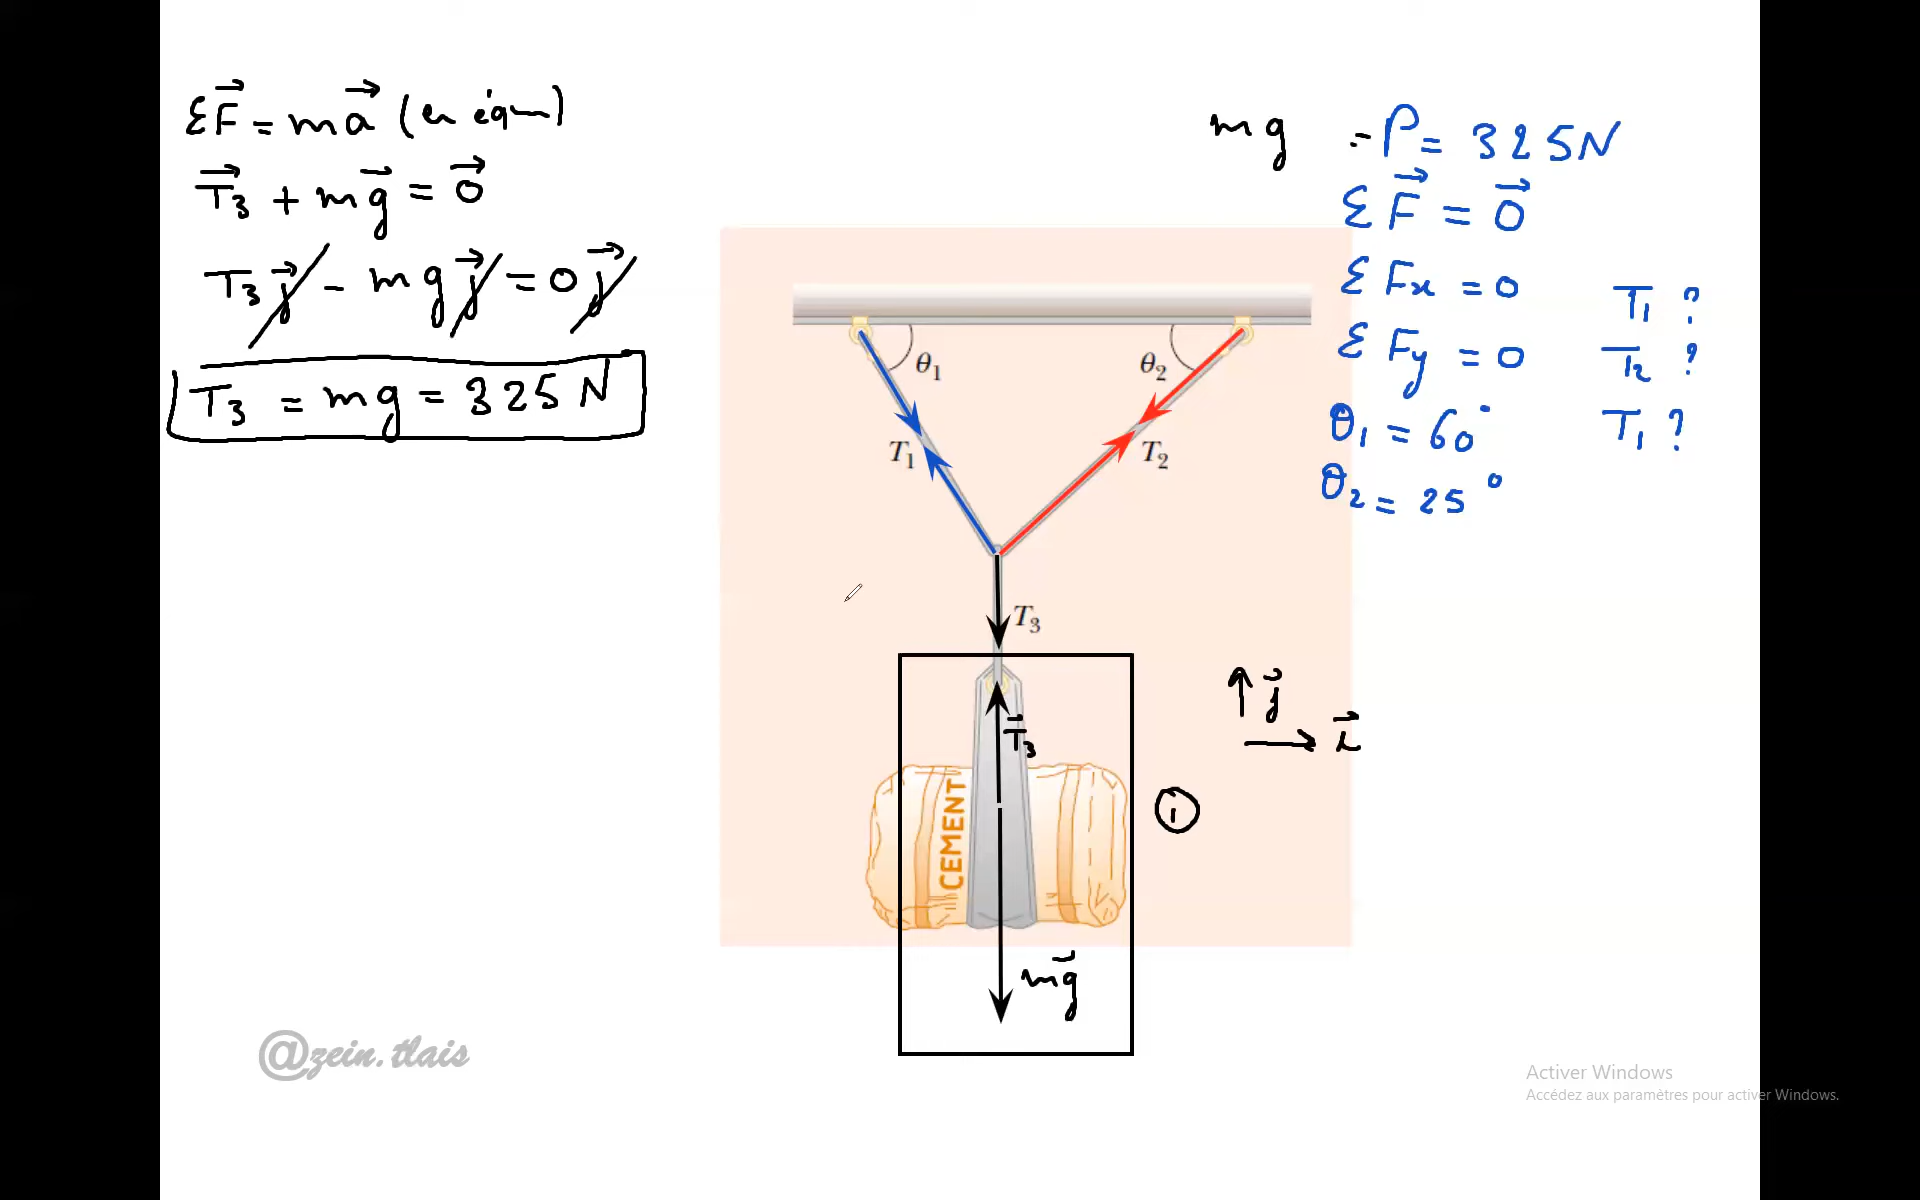 ΣF⃗ = ma⃗ (en éq)
T⃗₃ + mg⃗ = 0⃗
T₃ j⃗ - mg j⃗ = 0 j⃗
T₃ = mg = 325 N
mg = P = 325N
ΣF⃗ = 0⃗
ΣFx = 0
ΣFy = 0
θ₁ = 60°
θ₂ = 25°
T₁ ?
T₂ ?
T₁ ?
θ₁
θ₂
T₁
T₂
T₃
T⃗₃
CEMENT
mg⃗
j⃗
i⃗
①
@zein.tlais
Activer Windows
Accédez aux paramètres pour activer Windows.